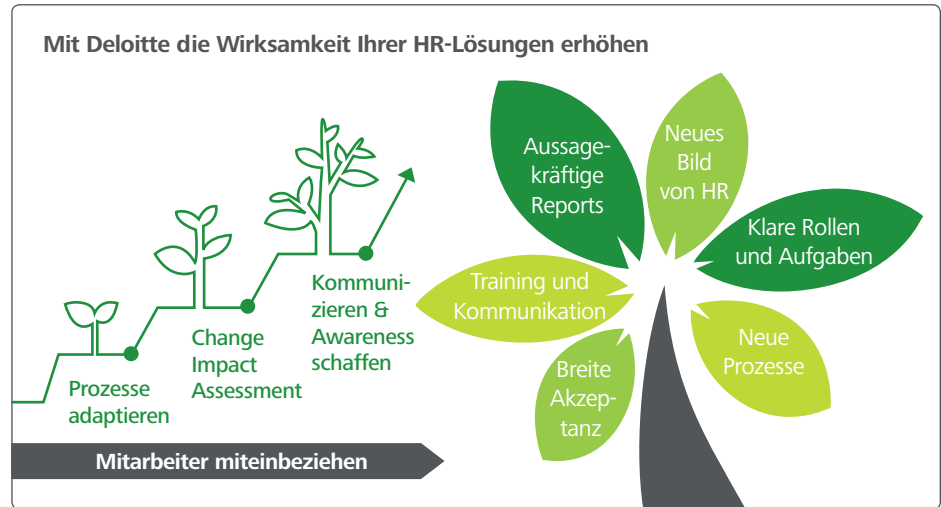 Mit Deloitte die Wirksamkeit Ihrer HR-Lösungen erhöhen
Prozesse
adaptieren
Change
Impact
Assessment
Kommuni-
zieren &
Awareness
schaffen
Mitarbeiter miteinbeziehen
Aussage-
kräftige
Reports
Neues
Bild
von HR
Klare Rollen
und Aufgaben
Training und
Kommunikation
Neue
Prozesse
Breite
Akzep-
tanz